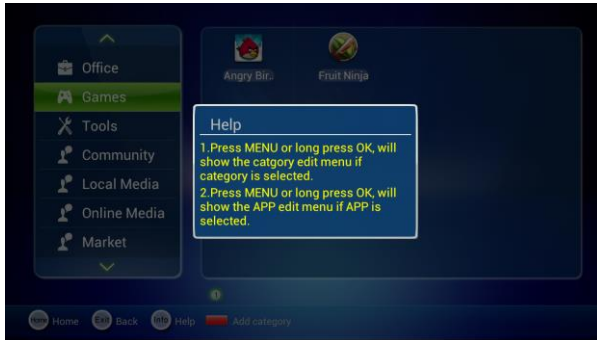 Office
Games
Tools
Community
Local Media
Online Media
Market
Angry Bir..
Fruit Ninja
Help
1.Press MENU or long press OK, will
show the catgory edit menu if
category is selected.
2.Press MENU or long press OK, will
show the APP edit menu if APP is
selected.
1
Home Home Exit Back Info Help Add category